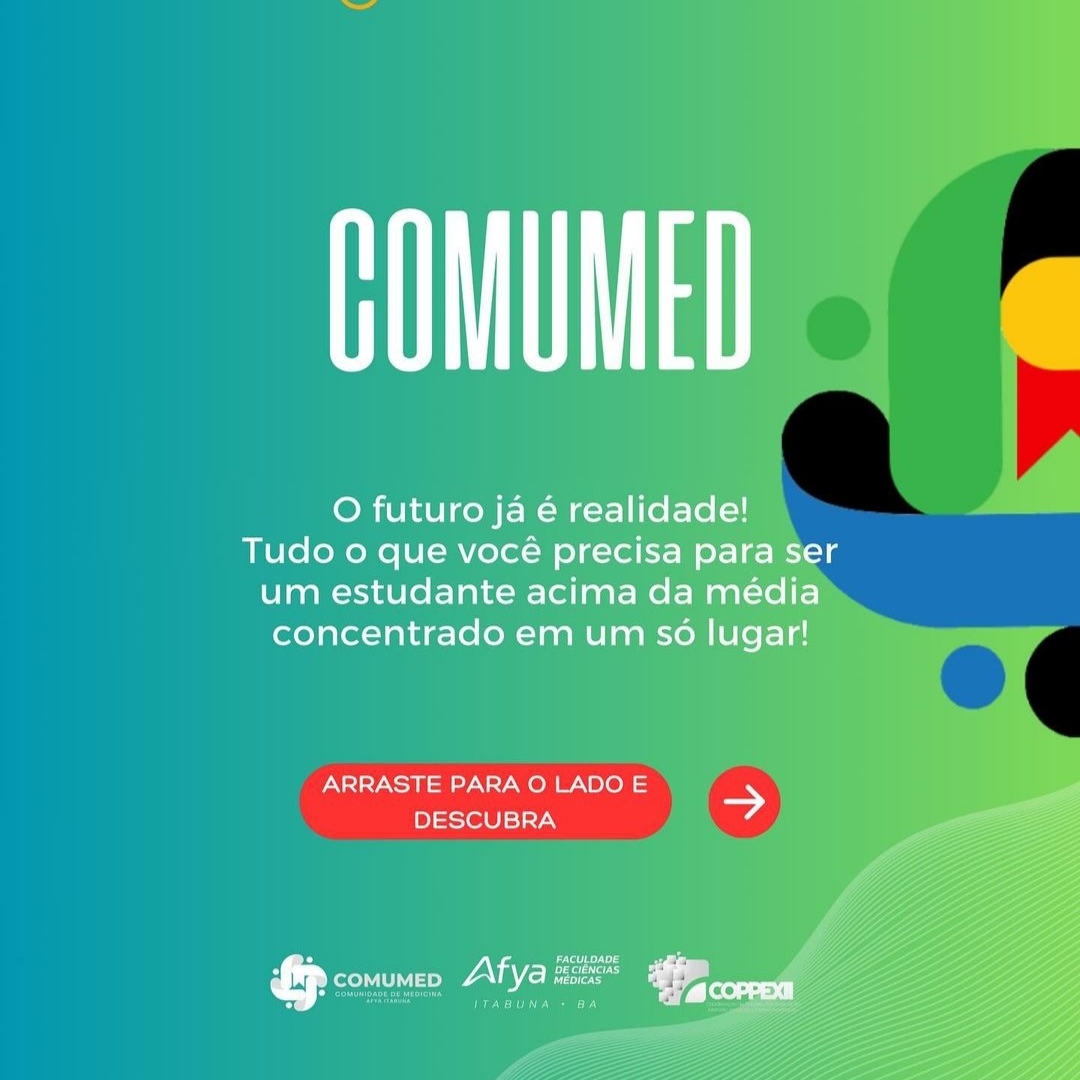 COMUMED
O futuro já é realidade!
Tudo o que você precisa para ser
um estudante acima da média
concentrado em um só lugar!
ARRASTE PARA O LADO E
DESCUBRA
COMUMED
COMUNIDADE DE MEDICINA
AFYA ITABUNA
Afya
FACULDADE
DE CIÊNCIAS
MÉDICAS
ITABUNA • BA
COPPEXII